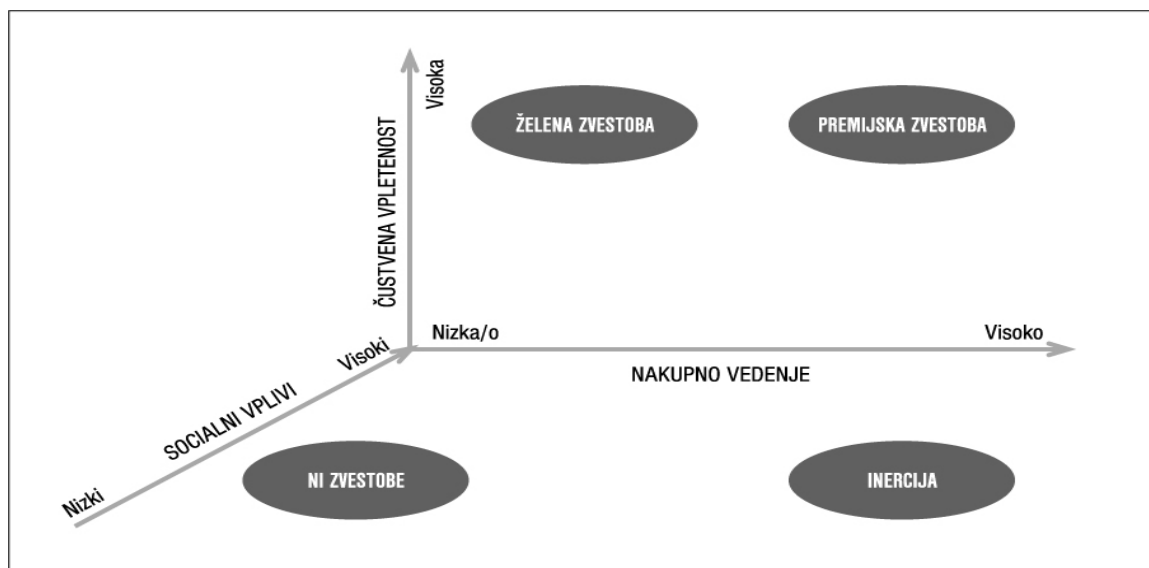 Visoka
ČUSTVENA VPLETENOST
ŽELENA ZVESTOBA
PREMIJSKA ZVESTOBA
Nizka/o
Visoko
NAKUPNO VEDENJE
Visoki
SOCIALNI VPLIVI
Nizki
NI ZVESTOBE
INERCIJA